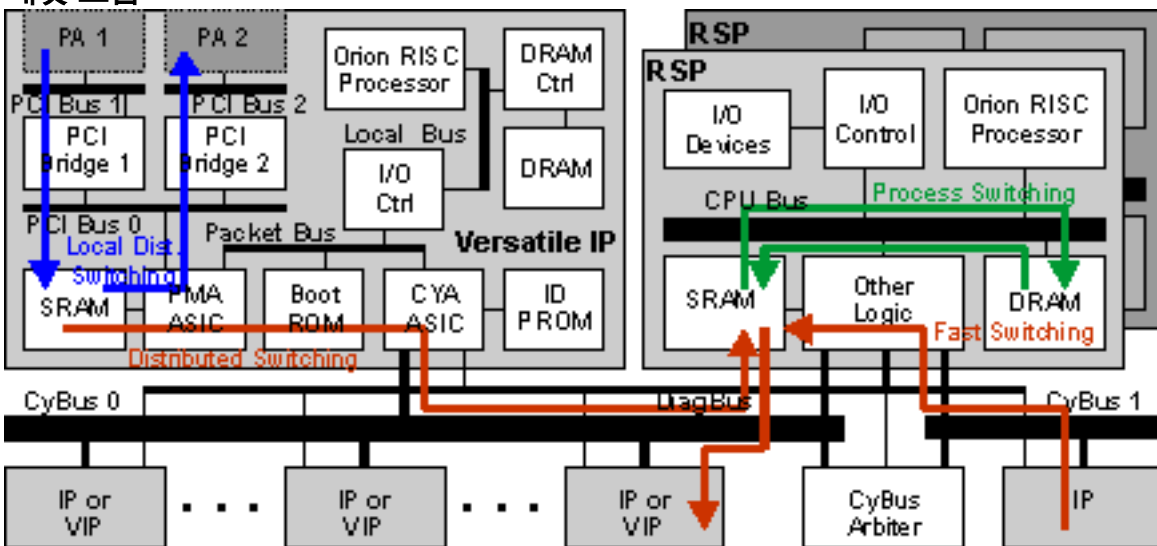 PA 1
PA 2
Orion RISC
Processor
DRAM
Ctrl
PCI Bus 1
PCI Bus 2
PCI
Bridge 1
PCI
Bridge 2
Local Bus
DRAM
I/O
Ctrl
PCI Bus 0
Packet Bus
Versatile IP
Local Dist.
Switching
SRAM
PMA
ASIC
Boot
ROM
CYA
ASIC
ID
PROM
Distributed Switching
RSP
RSP
I/O
Devices
I/O
Control
Orion RISC
Processor
CPU Bus
Process Switching
SRAM
Other
Logic
DRAM
Fast Switching
CyBus 0
DiagBus
CyBus 1
IP or
VIP
. . .
IP or
VIP
. . .
IP or
VIP
CyBus
Arbiter
IP